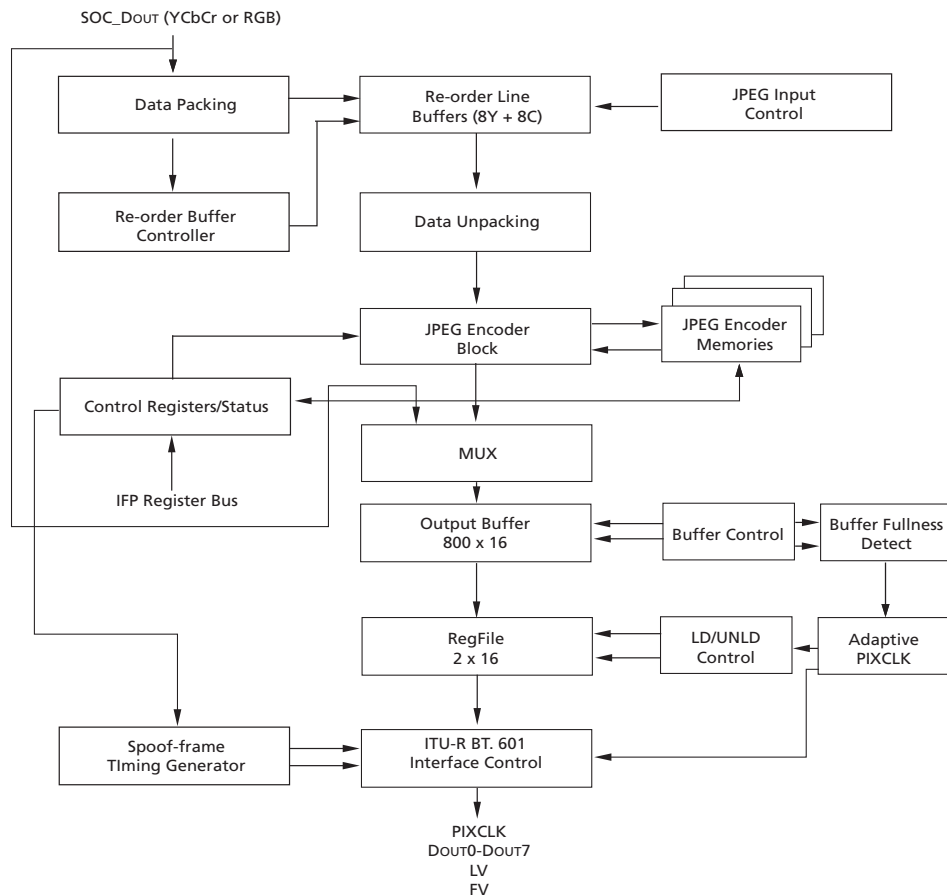 SOC_DOUT (YCbCr or RGB)
Data Packing
Re-order Line
Buffers (8Y + 8C)
JPEG Input
Control
Re-order Buffer
Controller
Data Unpacking
JPEG Encoder
Block
JPEG Encoder
Memories
Control Registers/Status
MUX
IFP Register Bus
Output Buffer
800 x 16
Buffer Control
Buffer Fullness
Detect
RegFile
2 x 16
LD/UNLD
Control
Adaptive
PIXCLK
Spoof-frame
TIming Generator
ITU-R BT. 601
Interface Control
PIXCLK
DOUT0-DOUT7
LV
FV